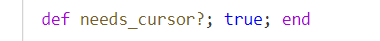 def needs_cursor?; true; end